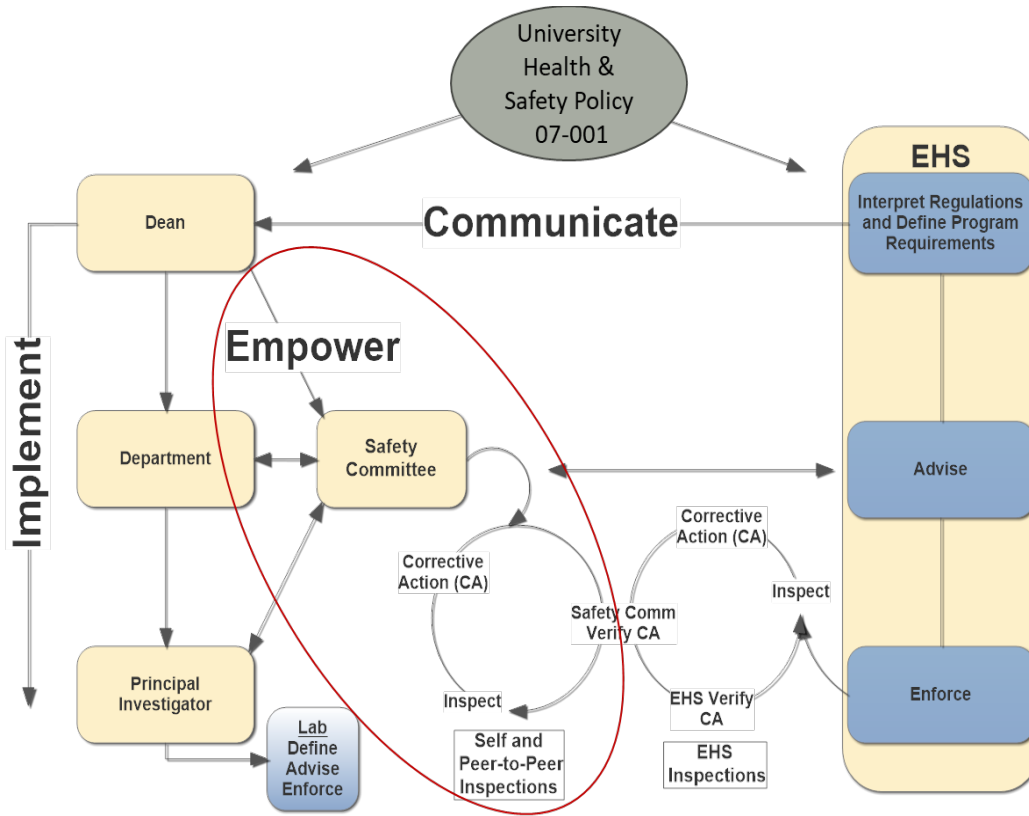 University
Health &
Safety Policy
07-001
EHS
Interpret Regulations
and Define Program
Requirements
Communicate
Dean
Implement
Empower
Department
Safety
Committee
Advise
Corrective
Action (CA)
Corrective
Action (CA)
Inspect
Safety Comm
Verify CA
Principal
Investigator
Inspect
EHS Verify
CA
Enforce
Lab
Define
Advise
Enforce
Self and
Peer-to-Peer
Inspections
EHS
Inspections